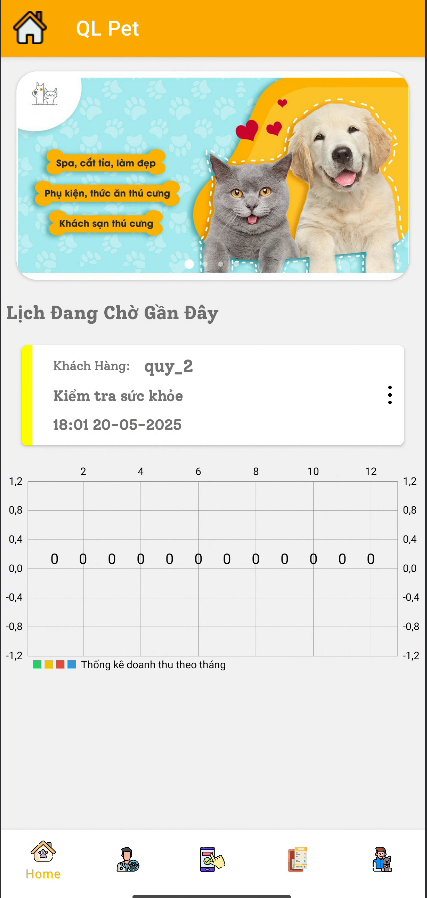 QL Pet
Spa, cắt tỉa, làm đẹp
Phụ kiện, thức ăn thú cưng
Khách sạn thú cưng
Lịch Đang Chờ Gần Đây
Khách Hàng: quy_2
Kiểm tra sức khỏe
18:01 20-05-2025
2 4 6 8 10 12
1,2 1,2
0,8 0,8
0,4 0,4
0 0 0 0 0 0 0 0 0 0 0 0
0,0 0,0
-0,4 -0,4
-0,8 -0,8
-1,2 -1,2
Thống kê doanh thu theo tháng
Home